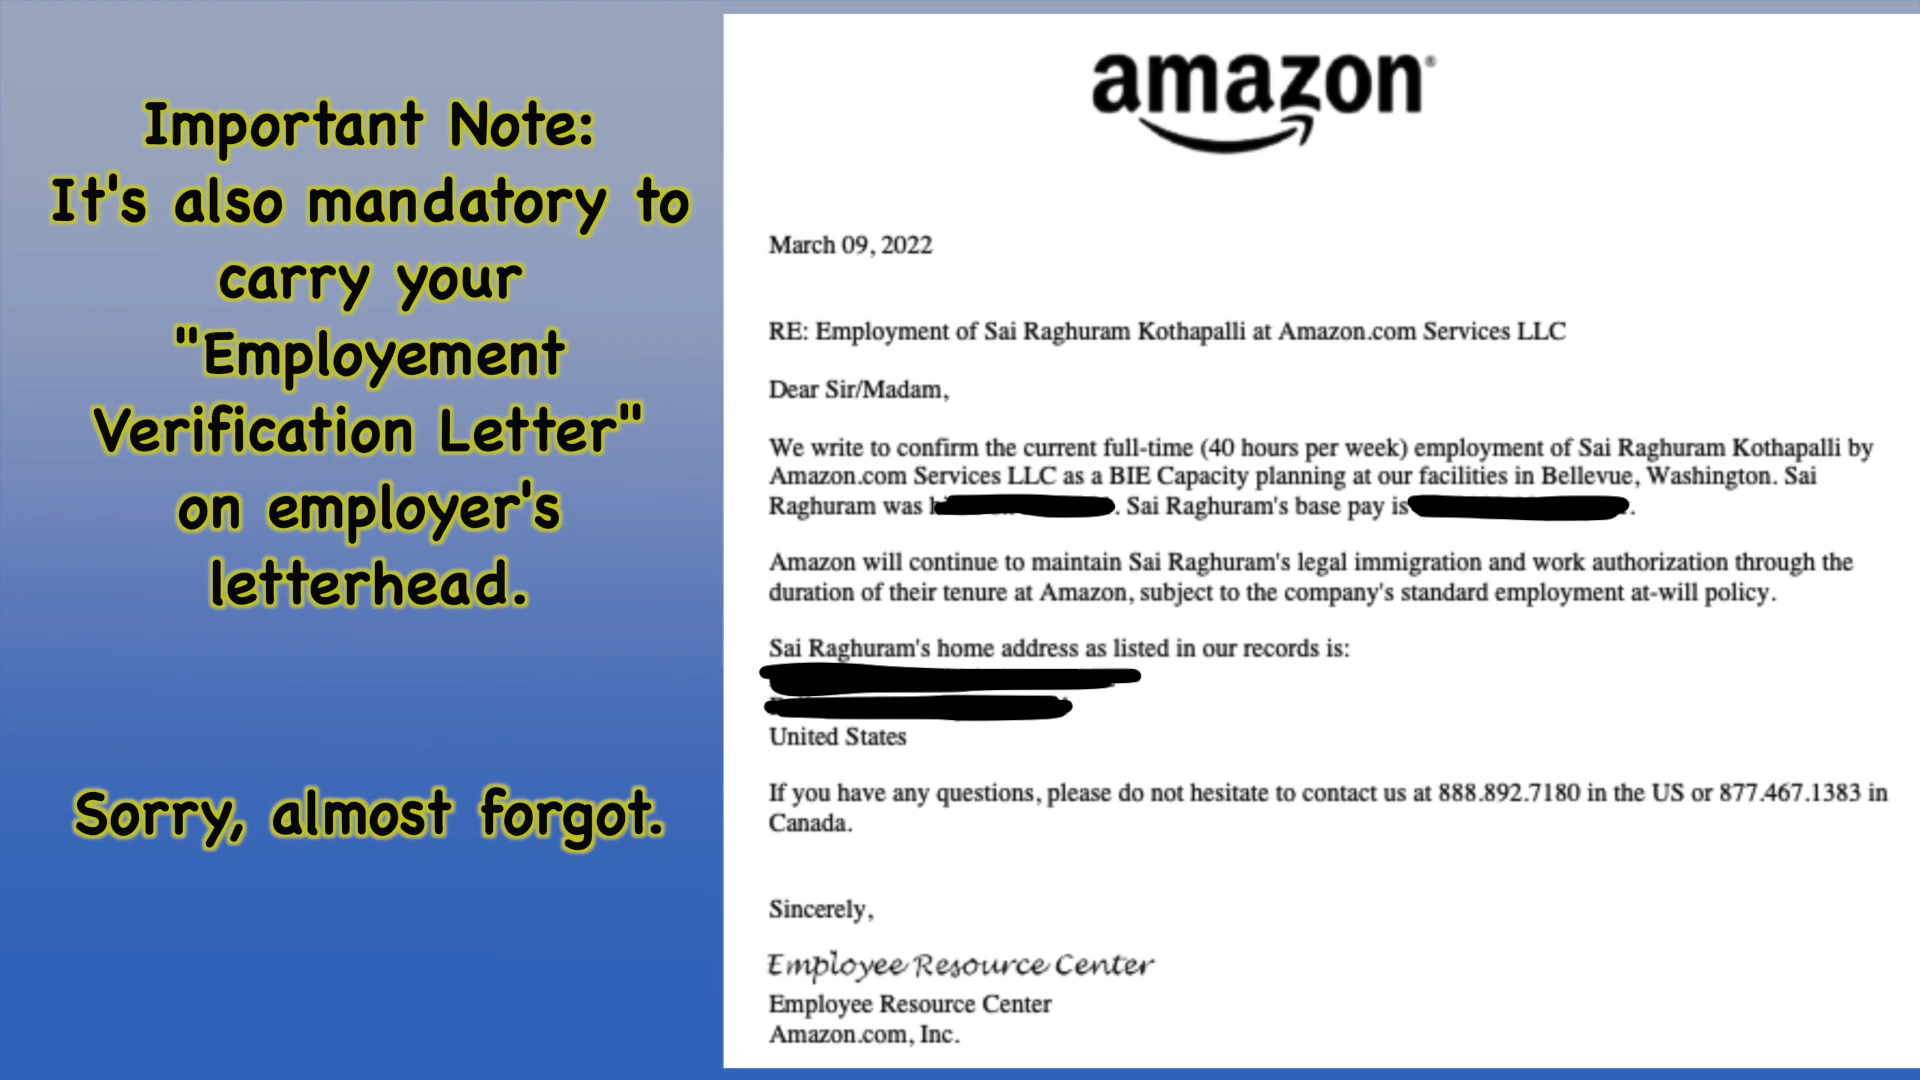 Important Note:
It's also mandatory to
carry your
"Employement
Verification Letter"
on employer's
letterhead.
Sorry, almost forgot.
amazon®
March 09, 2022
RE: Employment of Sai Raghuram Kothapalli at Amazon.com Services LLC
Dear Sir/Madam,
We write to confirm the current full-time (40 hours per week) employment of Sai Raghuram Kothapalli by
Amazon.com Services LLC as a BIE Capacity planning at our facilities in Bellevue, Washington. Sai
Raghuram was . Sai Raghuram's base pay is .
Amazon will continue to maintain Sai Raghuram's legal immigration and work authorization through the
duration of their tenure at Amazon, subject to the company's standard employment at-will policy.
Sai Raghuram's home address as listed in our records is:
United States
If you have any questions, please do not hesitate to contact us at 888.892.7180 in the US or 877.467.1383 in
Canada.
Sincerely,
Employee Resource Center
Employee Resource Center
Amazon.com, Inc.